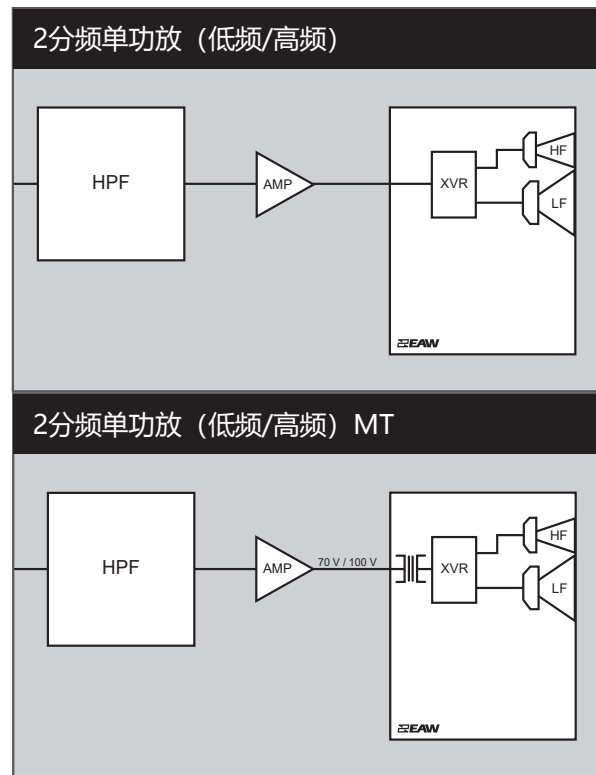 2分频单功放（低频/高频）
HPF
AMP
XVR
HF
LF
EAW
2分频单功放（低频/高频）MT
HPF
AMP
70 V / 100 V
XVR
HF
LF
EAW